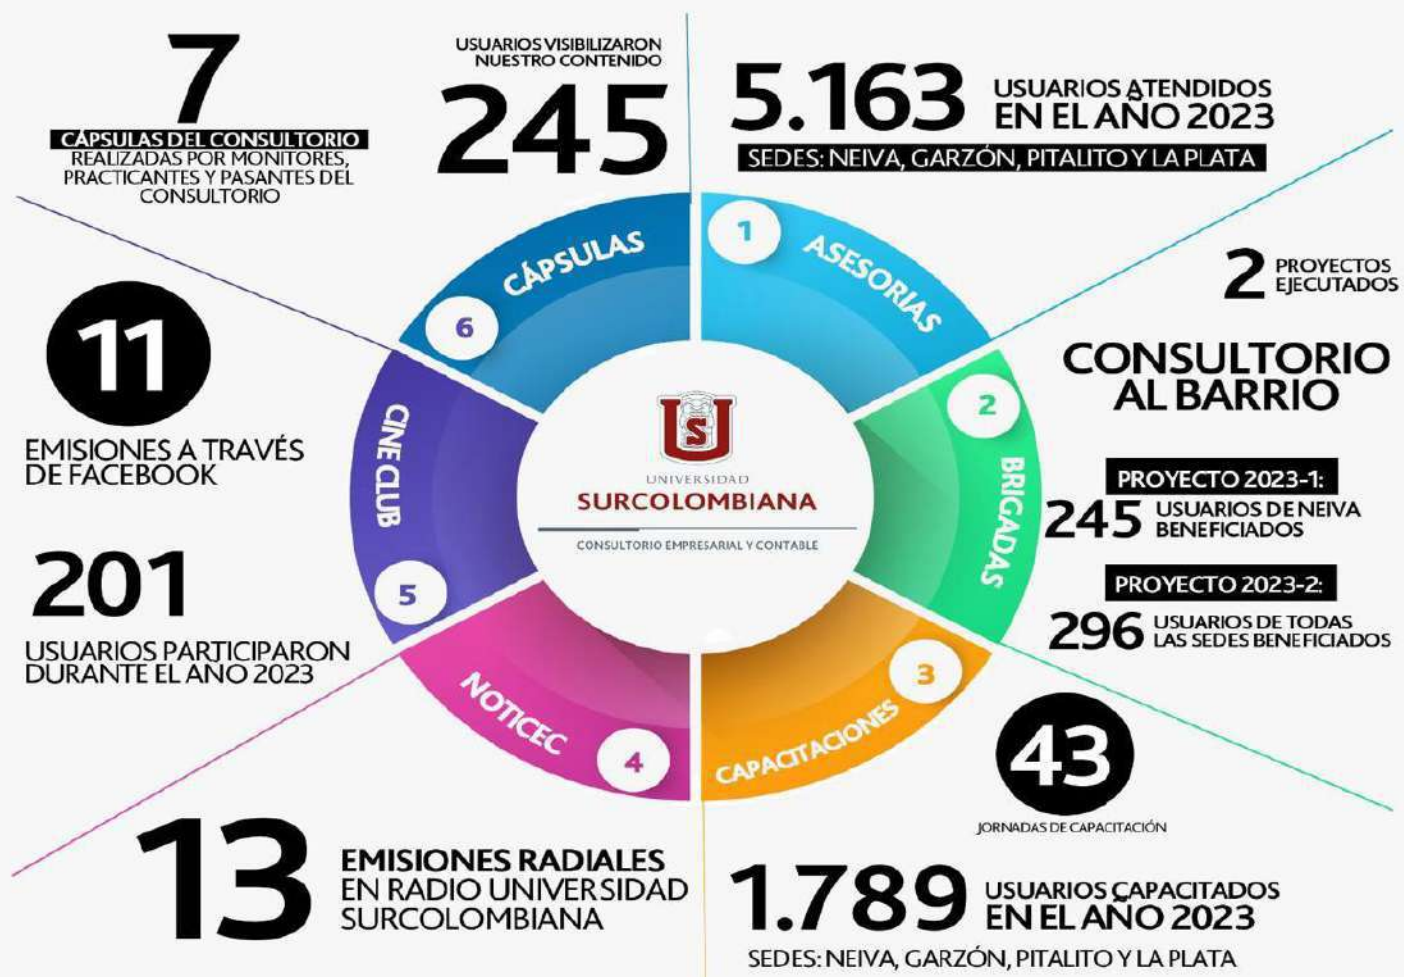 7
CÁPSULAS DEL CONSULTORIO
REALIZADAS POR MONITORES,
PRACTICANTES Y PASANTES DEL
CONSULTORIO
USUARIOS VISIBILIZARON
NUESTRO CONTENIDO
245
5.163
USUARIOS ATENDIDOS
EN EL AÑO 2023
SEDES: NEIVA, GARZÓN, PITALITO Y LA PLATA
1
ASESORIAS
2
PROYECTOS
EJECUTADOS
CONSULTORIO
AL BARRIO
PROYECTO 2023-1:
245
USUARIOS DE NEIVA
BENEFICIADOS
PROYECTO 2023-2:
296
USUARIOS DE TODAS
LAS SEDES BENEFICIADOS
2
BRIGADAS
3
CAPACITACIONES
43
JORNADAS DE CAPACITACIÓN
1.789
USUARIOS CAPACITADOS
EN EL AÑO 2023
SEDES: NEIVA, GARZÓN, PITALITO Y LA PLATA
4
NOTICEC
13
EMISIONES RADIALES
EN RADIO UNIVERSIDAD
SURCOLOMBIANA
5
CINECLUB
11
EMISIONES A TRAVÉS
DE FACEBOOK
201
USUARIOS PARTICIPARON
DURANTE EL AÑO 2023
6
CÁPSULAS
U
S
UNIVERSIDAD
SURCOLOMBIANA
CONSULTORIO EMPRESARIAL Y CONTABLE